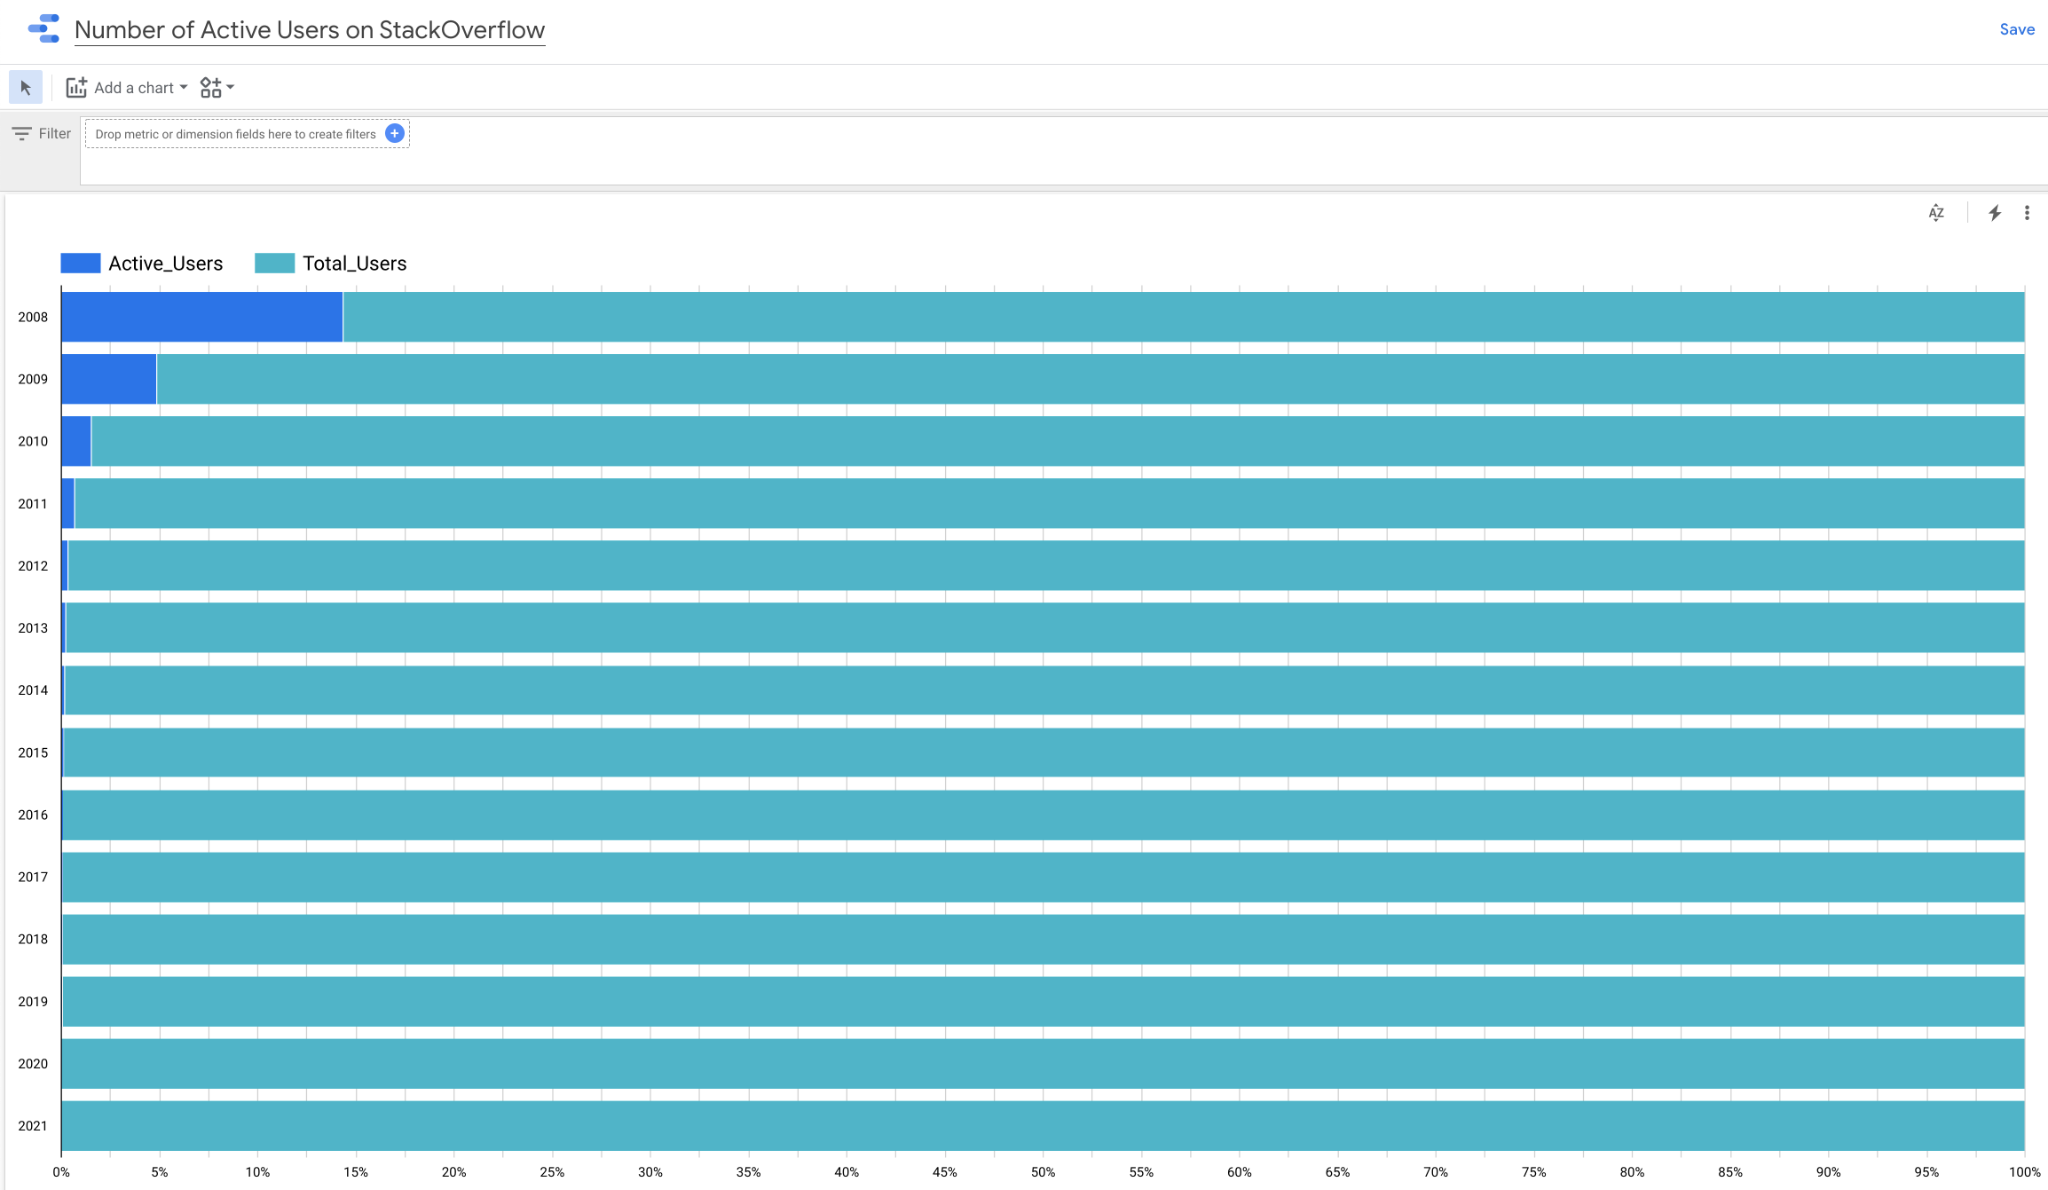 Number of Active Users on StackOverflow
Save
Add a chart
Filter
Drop metric or dimension fields here to create filters
AZ
Active_Users
Total_Users
2008
2009
2010
2011
2012
2013
2014
2015
2016
2017
2018
2019
2020
2021
0% 5% 10% 15% 20% 25% 30% 35% 40% 45% 50% 55% 60% 65% 70% 75% 80% 85% 90% 95% 100%